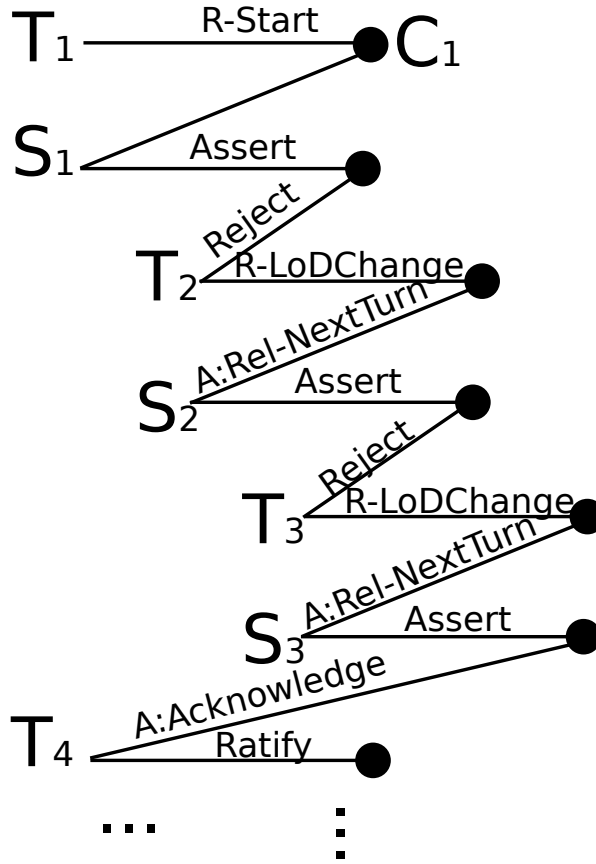 T1 R-Start C1
S1 Assert
Reject
T2 R-LoDChange
A:Rel-NextTurn
S2 Assert
Reject
T3 R-LoDChange
A:Rel-NextTurn
S3 Assert
A:Acknowledge
T4 Ratify
...